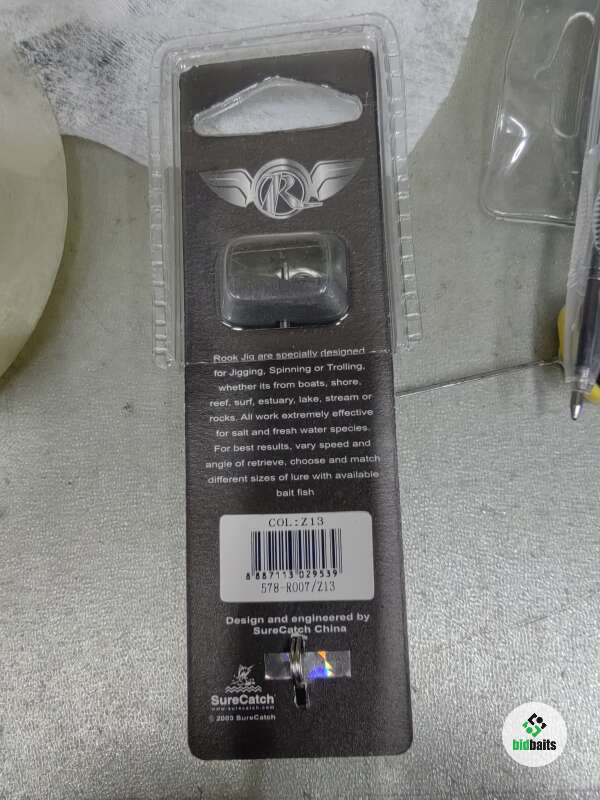 R
Rook Jig are specially designed
for Jigging, Spinning or Trolling,
whether its from boats, shore,
reef, surf, estuary, lake, stream or
rocks. All work extremely effective
for salt and fresh water species.
For best results, vary speed and
angle of retrieve, choose and match
different sizes of lure with available
bait fish
COL:Z13
8 887113 029539
578-R007/Z13
Design and engineered by
SureCatch China
SureCatch
www.surecatch.com
© 2003 SureCatch
bidbaits